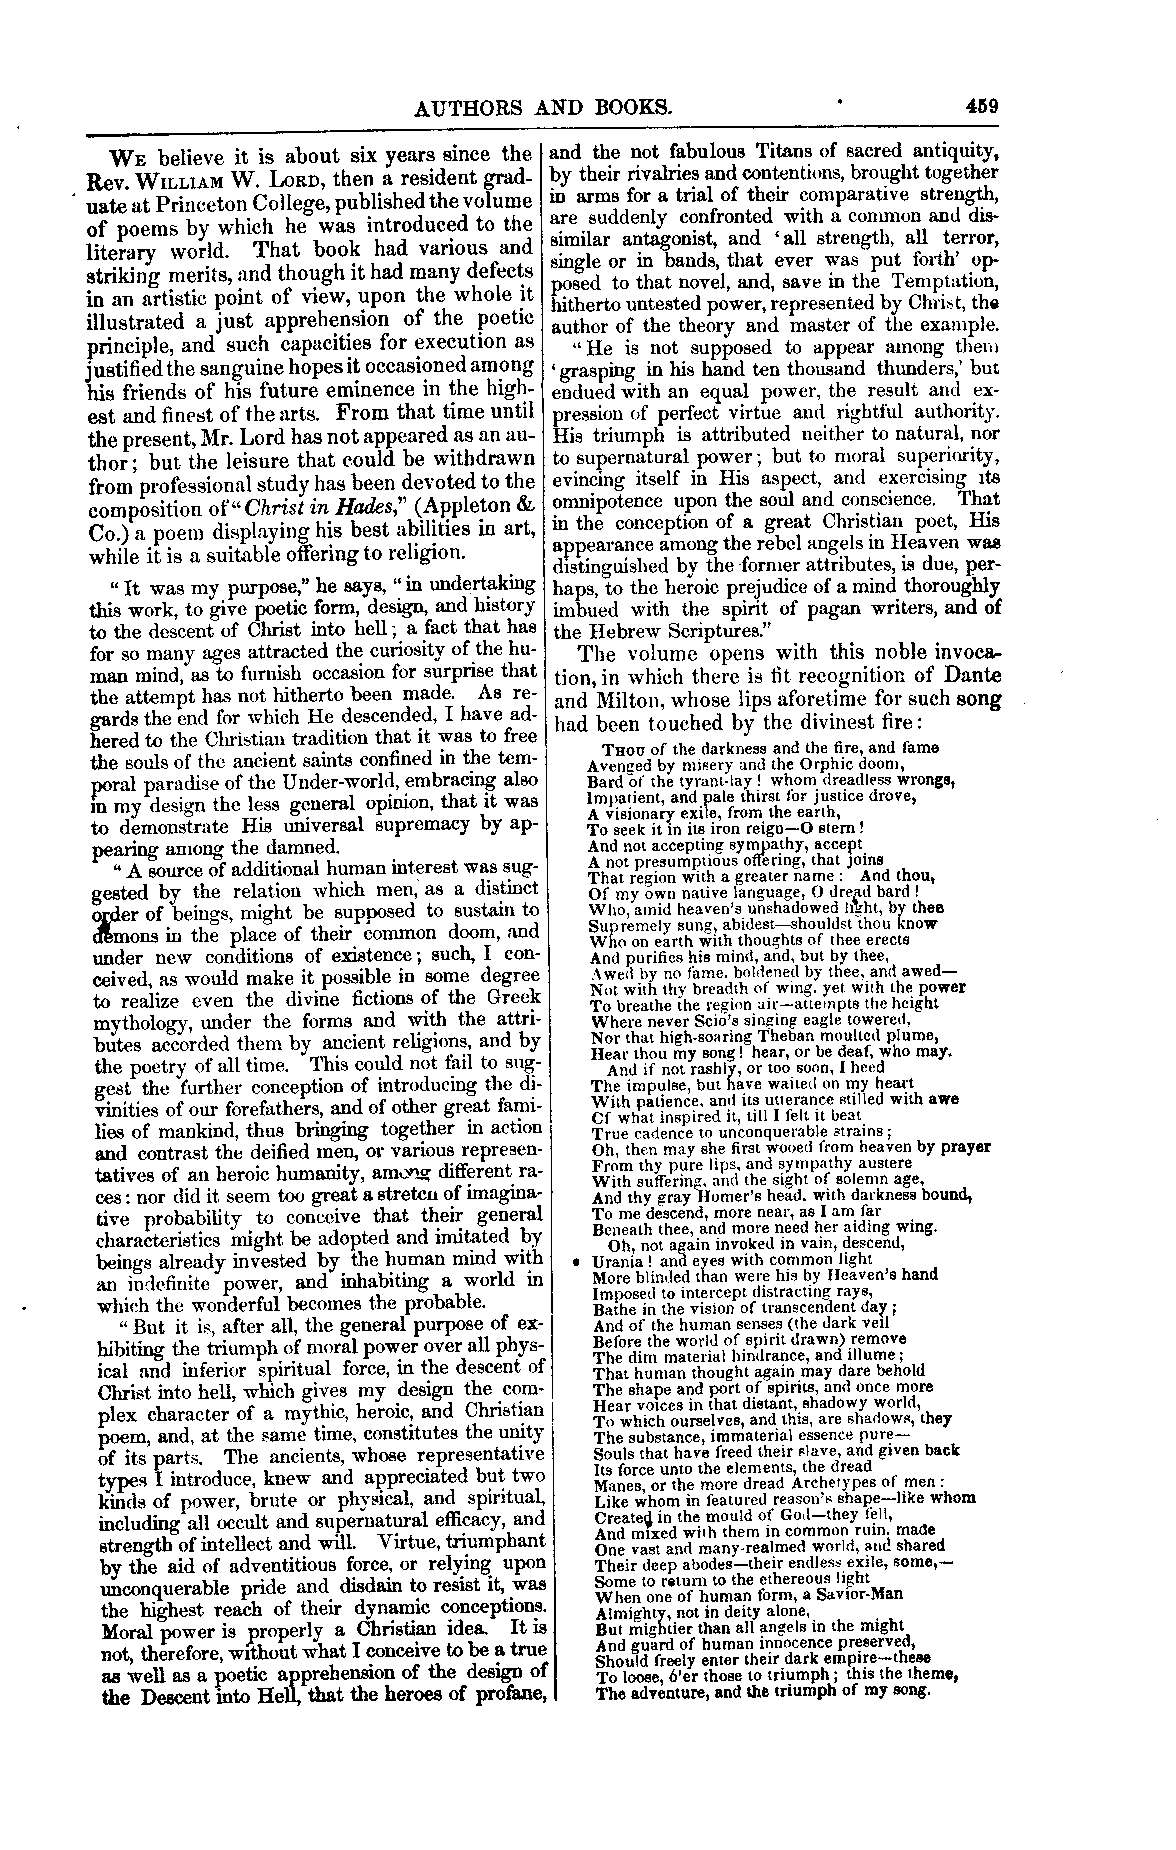 AUTHORS AND BOOKS. 459
WE believe it is about six years since the
Rev. WILLIAM W. LORD, then a resident grad-
uate at Princeton College, published the volume
of poems by which he was introduced to the
literary world. That book had various and
striking merits, and though it had many defects
in an artistic point of view, upon the whole it
illustrated a just apprehension of the poetic
principle, and such capacities for execution as
justified the sanguine hopes it occasioned among
his friends of his future eminence in the high-
est and finest of the arts. From that time until
the present, Mr. Lord has not appeared as an au-
thor; but the leisure that could be withdrawn
from professional study has been devoted to the
composition of "Christ in Hades," (Appleton &
Co.) a poem displaying his best abilities in art,
while it is a suitable offering to religion.
"It was my purpose," he says, "in undertaking
this work, to give poetic form, design, and history
to the descent of Christ into hell; a fact that has
for so many ages attracted the curiosity of the hu-
man mind, as to furnish occasion for surprise that
the attempt has not hitherto been made. As re-
gards the end for which He descended, I have ad-
hered to the Christian tradition that it was to free
the souls of the ancient saints confined in the tem-
poral paradise of the Under-world, embracing also
in my design the less general opinion, that it was
to demonstrate His universal supremacy by ap-
pearing among the damned.
"A source of additional human interest was sug-
gested by the relation which men, as a distinct
order of beings, might be supposed to sustain to
demons in the place of their common doom, and
under new conditions of existence; such, I con-
ceived, as would make it possible in some degree
to realize even the divine fictions of the Greek
mythology, under the forms and with the attri-
butes accorded them by ancient religions, and by
the poetry of all time. This could not fail to sug-
gest the further conception of introducing the di-
vinities of our forefathers, and of other great fami-
lies of mankind, thus bringing together in action
and contrast the deified men, or various represen-
tatives of an heroic humanity, among different ra-
ces: nor did it seem too great a stretch of imagina-
tive probability to conceive that their general
characteristics might be adopted and imitated by
beings already invested by the human mind with
an indefinite power, and inhabiting a world in
which the wonderful becomes the probable.
"But it is, after all, the general purpose of ex-
hibiting the triumph of moral power over all phys-
ical and inferior spiritual force, in the descent of
Christ into hell, which gives my design the com-
plex character of a mythic, heroic, and Christian
poem, and, at the same time, constitutes the unity
of its parts. The ancients, whose representative
types I introduce, knew and appreciated but two
kinds of power, brute or physical, and spiritual,
including all occult and supernatural efficacy, and
strength of intellect and will. Virtue, triumphant
by the aid of adventitious force, or relying upon
unconquerable pride and disdain to resist it, was
the highest reach of their dynamic conceptions.
Moral power is properly a Christian idea. It is
not, therefore, without what I conceive to be a true
as well as a poetic apprehension of the design of
the Descent into Hell, that the heroes of profane,
and the not fabulous Titans of sacred antiquity,
by their rivalries and contentions, brought together
in arms for a trial of their comparative strength,
are suddenly confronted with a common and dis-
similar antagonist, and 'all strength, all terror,
single or in bands, that ever was put forth' op-
posed to that novel, and, save in the Temptation,
hitherto untested power, represented by Christ, the
author of the theory and master of the example.
"He is not supposed to appear among them
'grasping in his hand ten thousand thunders,' but
endued with an equal power, the result and ex-
pression of perfect virtue and rightful authority.
His triumph is attributed neither to natural, nor
to supernatural power; but to moral superiority,
evincing itself in His aspect, and exercising its
omnipotence upon the soul and conscience. That
in the conception of a great Christian poet, His
appearance among the rebel angels in Heaven was
distinguished by the former attributes, is due, per-
haps, to the heroic prejudice of a mind thoroughly
imbued with the spirit of pagan writers, and of
the Hebrew Scriptures."
The volume opens with this noble invoca-
tion, in which there is fit recognition of Dante
and Milton, whose lips aforetime for such song
had been touched by the divinest fire:
THOU of the darkness and the fire, and fame
Avenged by misery and the Orphic doom,
Bard of the tyrant-lay! whom dreadless wrongs,
Impatient, and pale thirst for justice drove,
A visionary exile, from the earth,
To seek it in its iron reign—O stern!
And not accepting sympathy, accept
A not presumptious offering, that joins
That region with a greater name: And thou,
Of my own native language, O dread bard!
Who, amid heaven's unshadowed light, by thee
Supremely sung, abidest—shouldst thou know
Who on earth with thoughts of thee erects
And purifies his mind, and, but by thee,
Awed by no fame, boldened by thee, and awed—
Not with thy breadth of wing, yet with the power
To breathe the region air—attempts the height
Where never Scio's singing eagle towered,
Nor that high-soaring Theban moulted plume,
Hear thou my song! hear, or be deaf, who may.
And if not rashly, or too soon, I heed
The impulse, but have waited on my heart
With patience, and its utterance stilled with awe
Of what inspired it, till I felt it beat
True cadence to unconquerable strains;
Oh, then may she first wooed from heaven by prayer
From thy pure lips, and sympathy austere
With suffering, and the sight of solemn age,
And thy gray Homer's head, with darkness bound,
To me descend, more near, as I am far
Beneath thee, and more need her aiding wing.
Oh, not again invoked in vain, descend,
Urania! and eyes with common light
More blinded than were his by Heaven's hand
Imposed to intercept distracting rays,
Bathe in the vision of transcendent day;
And of the human senses (the dark veil
Before the world of spirit drawn) remove
The dim material hindrance, and illume;
That human thought again may dare behold
The shape and port of spirits, and once more
Hear voices in that distant, shadowy world,
To which ourselves, and this, are shadows, they
The substance, immaterial essence pure—
Souls that have freed their slave, and given back
Its force unto the elements, the dread
Manes, or the more dread Archetypes of men:
Like whom in featured reason's shape—like whom
Created in the mould of God—they fell,
And mixed with them in common ruin, made
One vast and many-realmed world, and shared
Their deep abodes—their endless exile, some,—
Some to return to the ethereous light
When one of human form, a Savior-Man
Almighty, not in deity alone,
But mightier than all angels in the might
And guard of human innocence preserved,
Should freely enter their dark empire—these
To loose, o'er those to triumph; this the theme,
The adventure, and the triumph of my song.